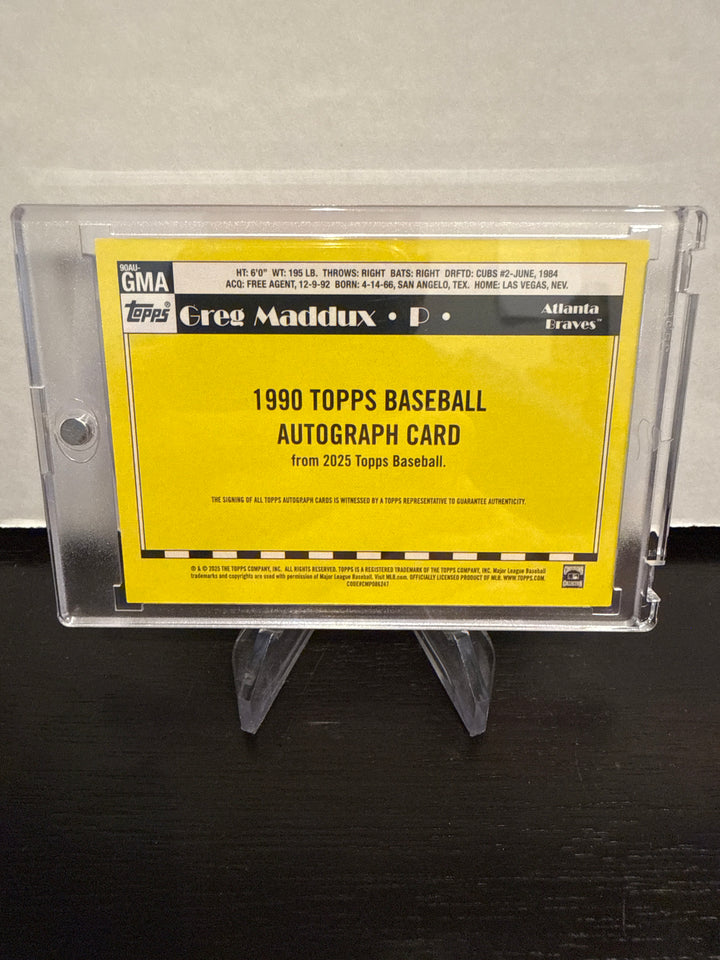 90AU-
GMA
HT: 6'0" WT: 195 LB. THROWS: RIGHT BATS: RIGHT DRFTD: CUBS #2-JUNE, 1984
ACQ: FREE AGENT, 12-9-92 BORN: 4-14-66, SAN ANGELO, TEX. HOME: LAS VEGAS, NEV.
Topps®
Greg Maddux • P •
Atlanta
Braves™
1990 TOPPS BASEBALL
AUTOGRAPH CARD
from 2025 Topps Baseball.
THE SIGNING OF ALL TOPPS AUTOGRAPH CARDS IS WITNESSED BY A TOPPS REPRESENTATIVE TO GUARANTEE AUTHENTICITY.
® & © 2025 THE TOPPS COMPANY, INC. ALL RIGHTS RESERVED. TOPPS IS A REGISTERED TRADEMARK OF THE TOPPS COMPANY, INC. Major League Baseball
trademarks and copyrights are used with permission of Major League Baseball. Visit MLB.com. OFFICIALLY LICENSED PRODUCT OF MLB. WWW.TOPPS.COM.
CODE#CMP086247